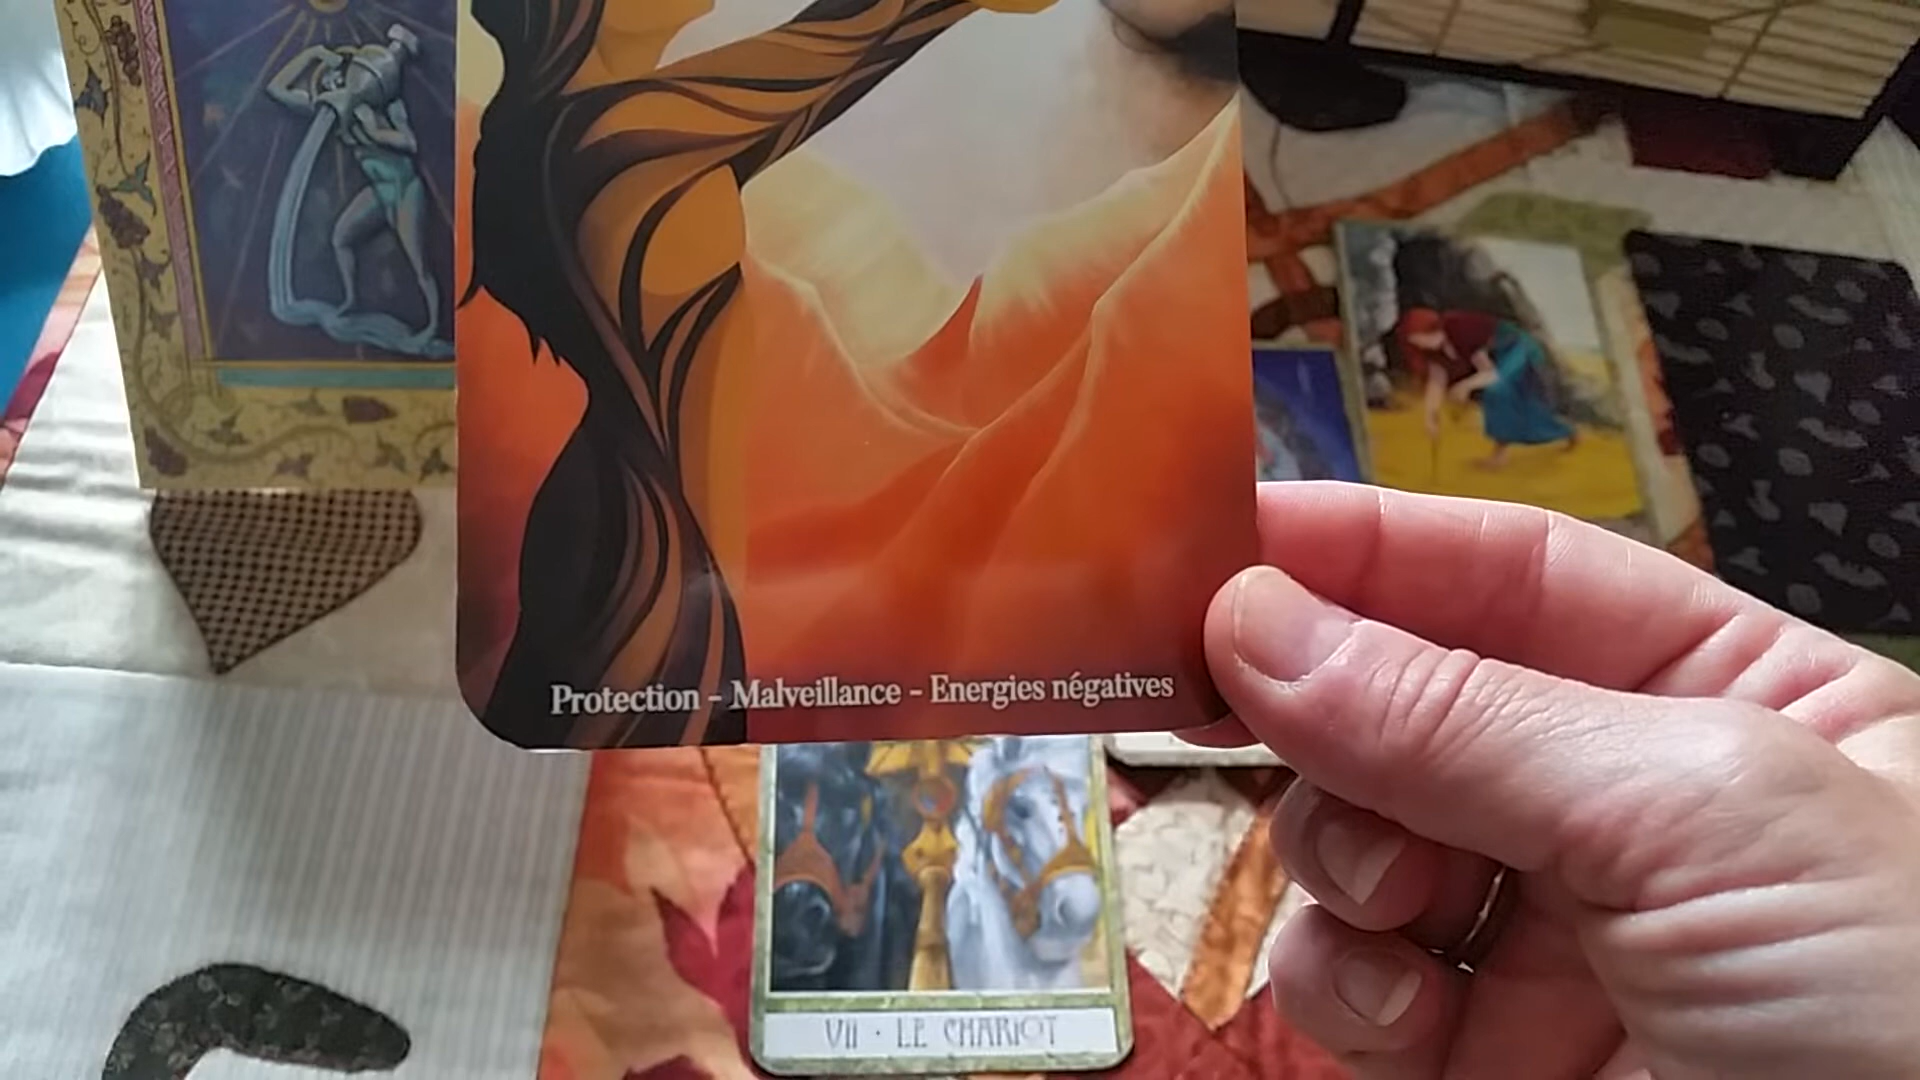 Protection - Malveillance - Energies négatives
VII · LE CHARIOT